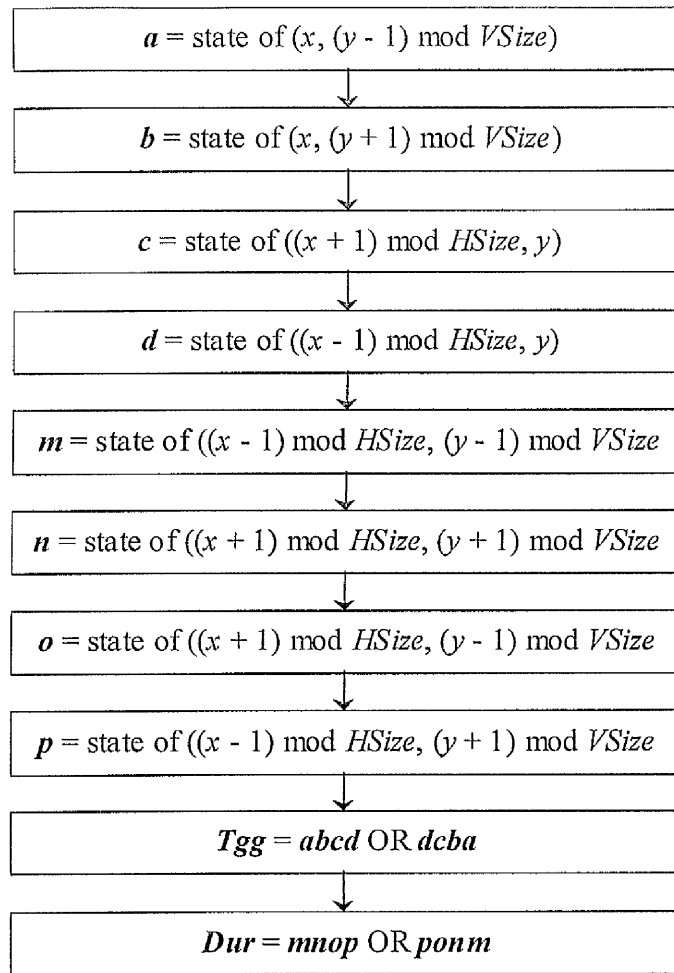 a = state of (x, (y - 1) mod VSize)
b = state of (x, (y + 1) mod VSize)
c = state of ((x + 1) mod HSize, y)
d = state of ((x - 1) mod HSize, y)
m = state of ((x - 1) mod HSize, (y - 1) mod VSize
n = state of ((x + 1) mod HSize, (y + 1) mod VSize
o = state of ((x + 1) mod HSize, (y - 1) mod VSize
p = state of ((x - 1) mod HSize, (y + 1) mod VSize
Tgg = abcd OR dcba
Dur = mnop OR ponm